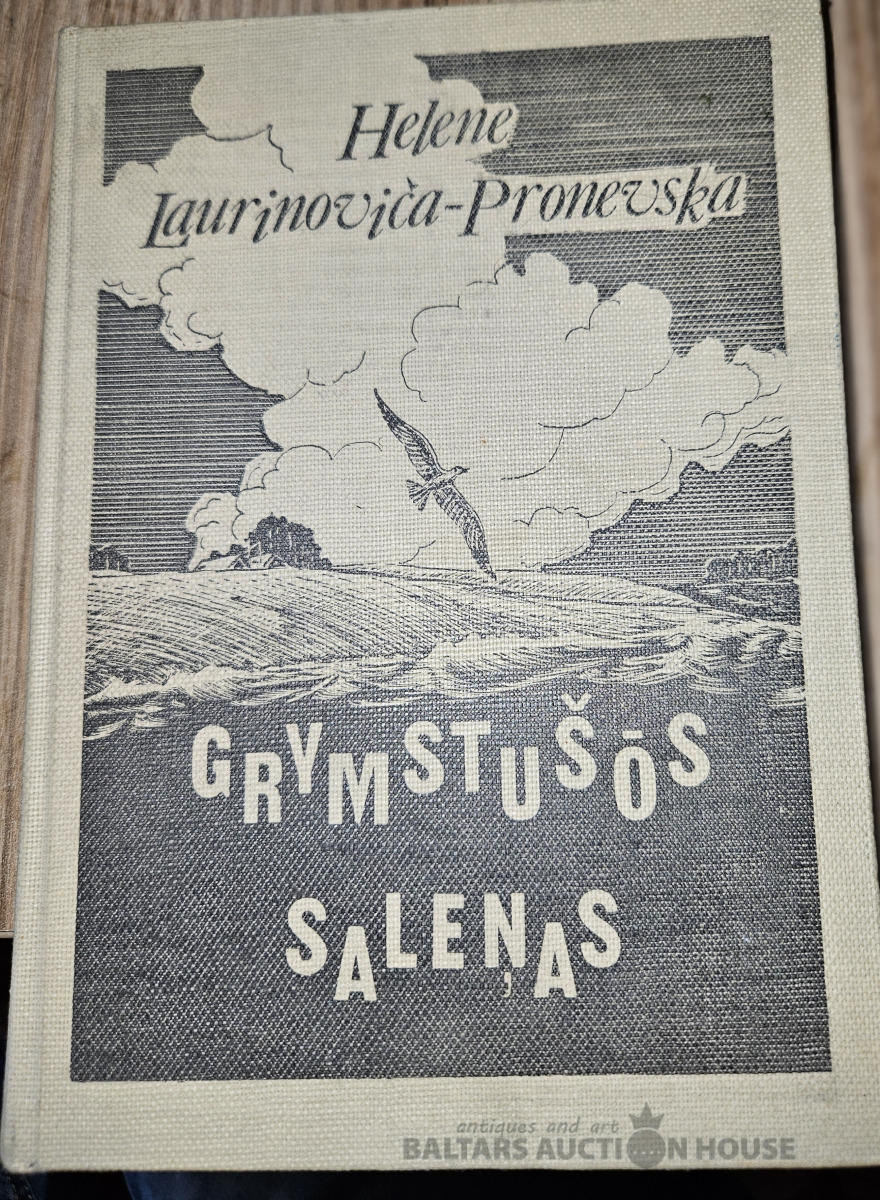 Helene
Laurinoviča-Pronevska
GRYMSTUŠŌS
SALEŅAS
antiques and art
BALTARS AUCTION HOUSE